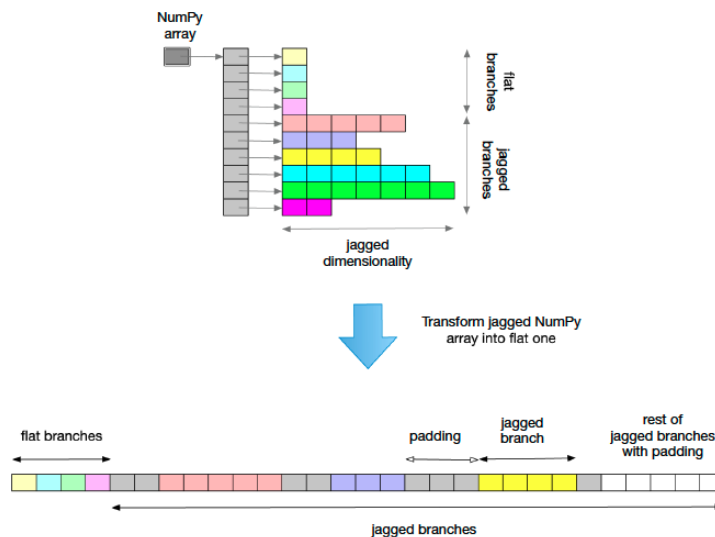 NumPy
array
flat
branches
jagged
branches
jagged
dimensionality
Transform jagged NumPy
array into flat one
flat branches
padding
jagged
branch
rest of
jagged branches
with padding
jagged branches